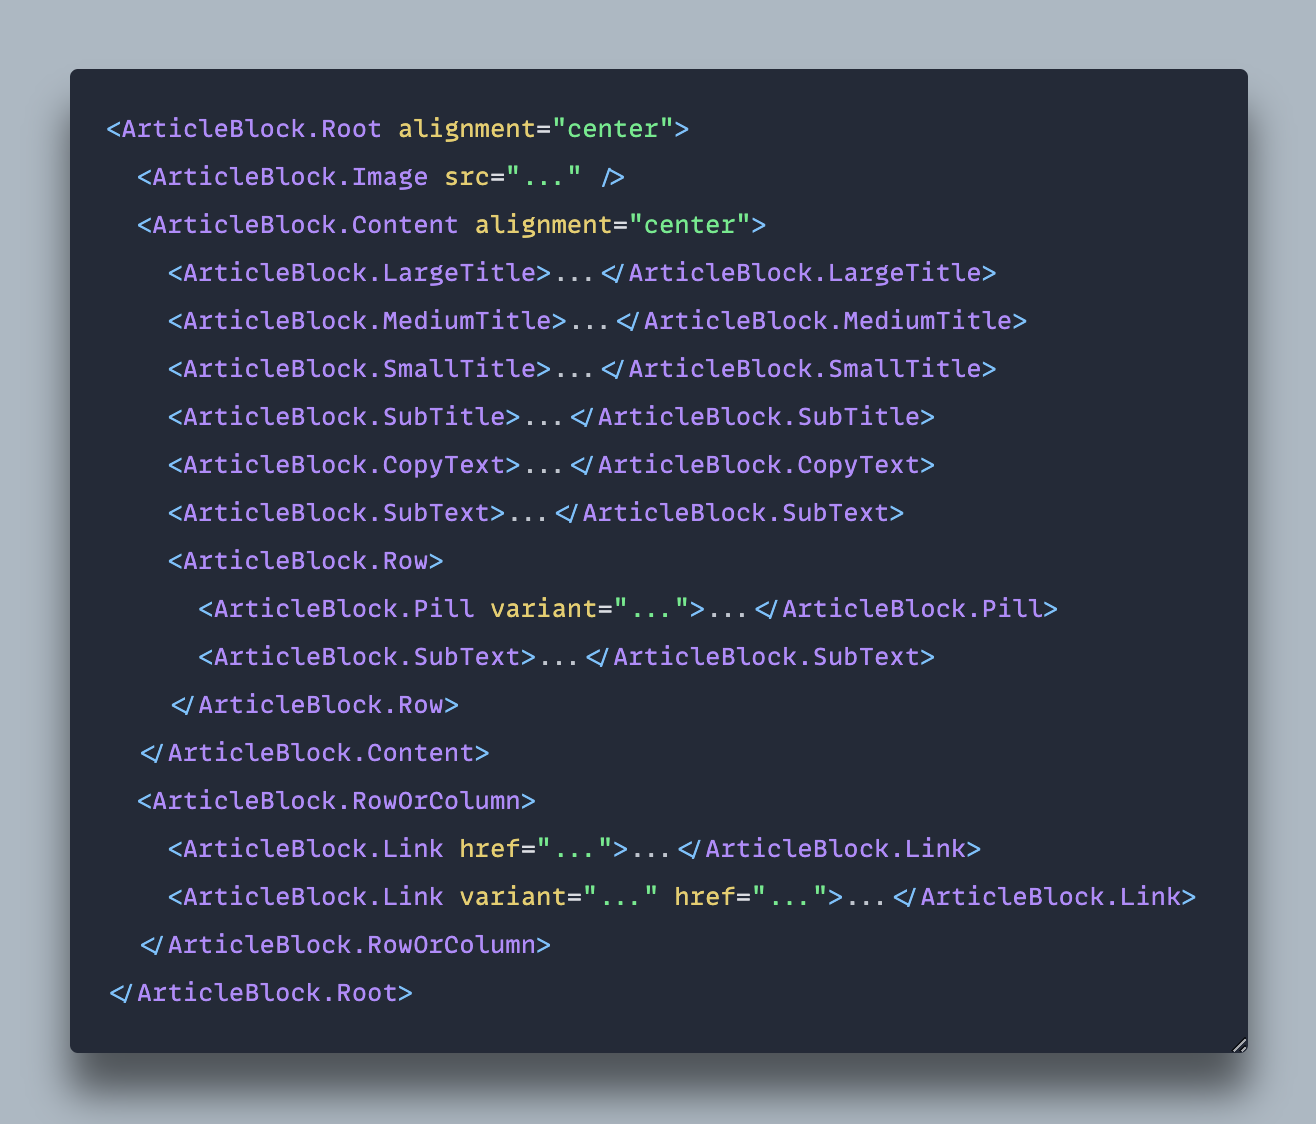 <ArticleBlock.Root alignment="center">
  <ArticleBlock.Image src="..." />
  <ArticleBlock.Content alignment="center">
    <ArticleBlock.LargeTitle>...</ArticleBlock.LargeTitle>
    <ArticleBlock.MediumTitle>...</ArticleBlock.MediumTitle>
    <ArticleBlock.SmallTitle>...</ArticleBlock.SmallTitle>
    <ArticleBlock.SubTitle>...</ArticleBlock.SubTitle>
    <ArticleBlock.CopyText>...</ArticleBlock.CopyText>
    <ArticleBlock.SubText>...</ArticleBlock.SubText>
    <ArticleBlock.Row>
      <ArticleBlock.Pill variant="...">...</ArticleBlock.Pill>
      <ArticleBlock.SubText>...</ArticleBlock.SubText>
    </ArticleBlock.Row>
  </ArticleBlock.Content>
  <ArticleBlock.RowOrColumn>
    <ArticleBlock.Link href="...">...</ArticleBlock.Link>
    <ArticleBlock.Link variant="..." href="...">...</ArticleBlock.Link>
  </ArticleBlock.RowOrColumn>
</ArticleBlock.Root>